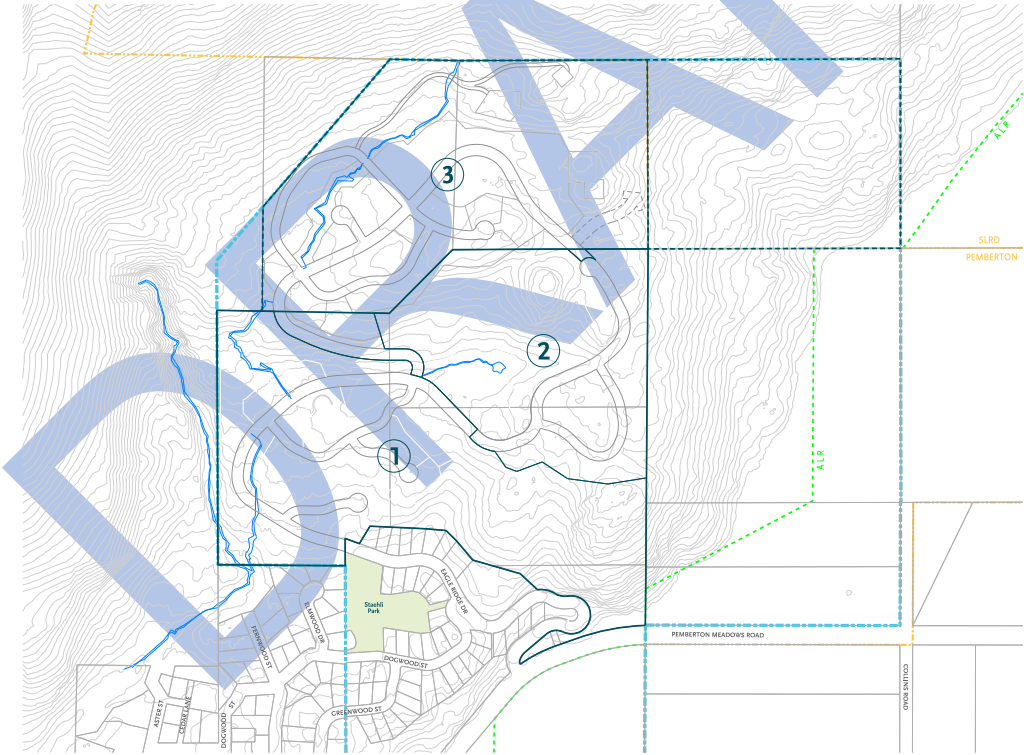 DRAFT
3
ALR
SLRD
PEMBERTON
2
1
ALR
Staehli
Park
EAGLE RIDGE DR
ELMWOOD DR
FERNWOOD ST
PEMBERTON MEADOWS ROAD
DOGWOOD ST
COLLINS ROAD
ASTER ST
CEDAR LANE
DOGWOOD ST
GREENWOOD ST